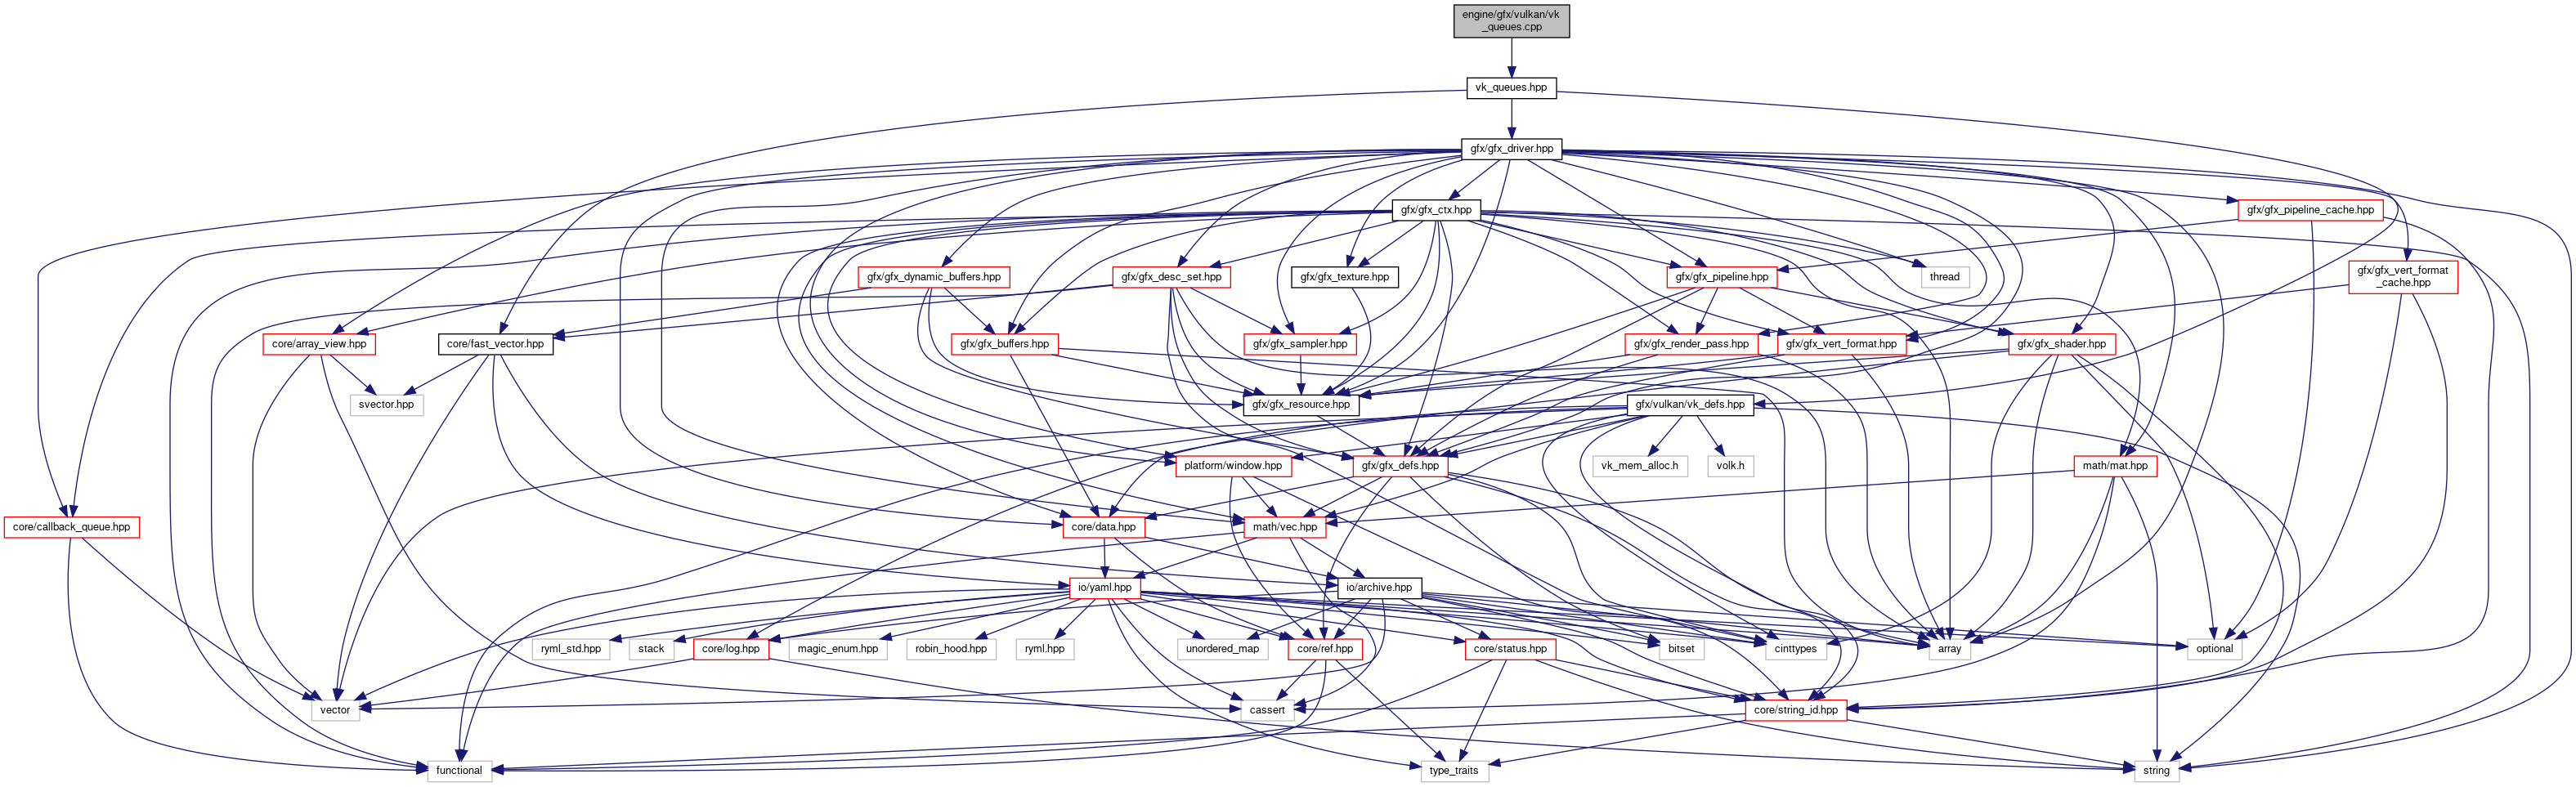 engine/gfx/vulkan/vk
_queues.cpp
vk_queues.hpp
gfx/gfx_driver.hpp
gfx/gfx_ctx.hpp
gfx/gfx_pipeline_cache.hpp
gfx/gfx_dynamic_buffers.hpp
gfx/gfx_desc_set.hpp
gfx/gfx_texture.hpp
gfx/gfx_pipeline.hpp
thread
gfx/gfx_vert_format
_cache.hpp
core/array_view.hpp
core/fast_vector.hpp
gfx/gfx_buffers.hpp
gfx/gfx_sampler.hpp
gfx/gfx_render_pass.hpp
gfx/gfx_vert_format.hpp
gfx/gfx_shader.hpp
svector.hpp
gfx/gfx_resource.hpp
gfx/vulkan/vk_defs.hpp
platform/window.hpp
gfx/gfx_defs.hpp
vk_mem_alloc.h
volk.h
math/mat.hpp
core/callback_queue.hpp
core/data.hpp
math/vec.hpp
io/yaml.hpp
io/archive.hpp
ryml_std.hpp
stack
core/log.hpp
magic_enum.hpp
robin_hood.hpp
ryml.hpp
unordered_map
core/ref.hpp
core/status.hpp
cinttypes
bitset
array
optional
vector
cassert
core/string_id.hpp
functional
type_traits
string